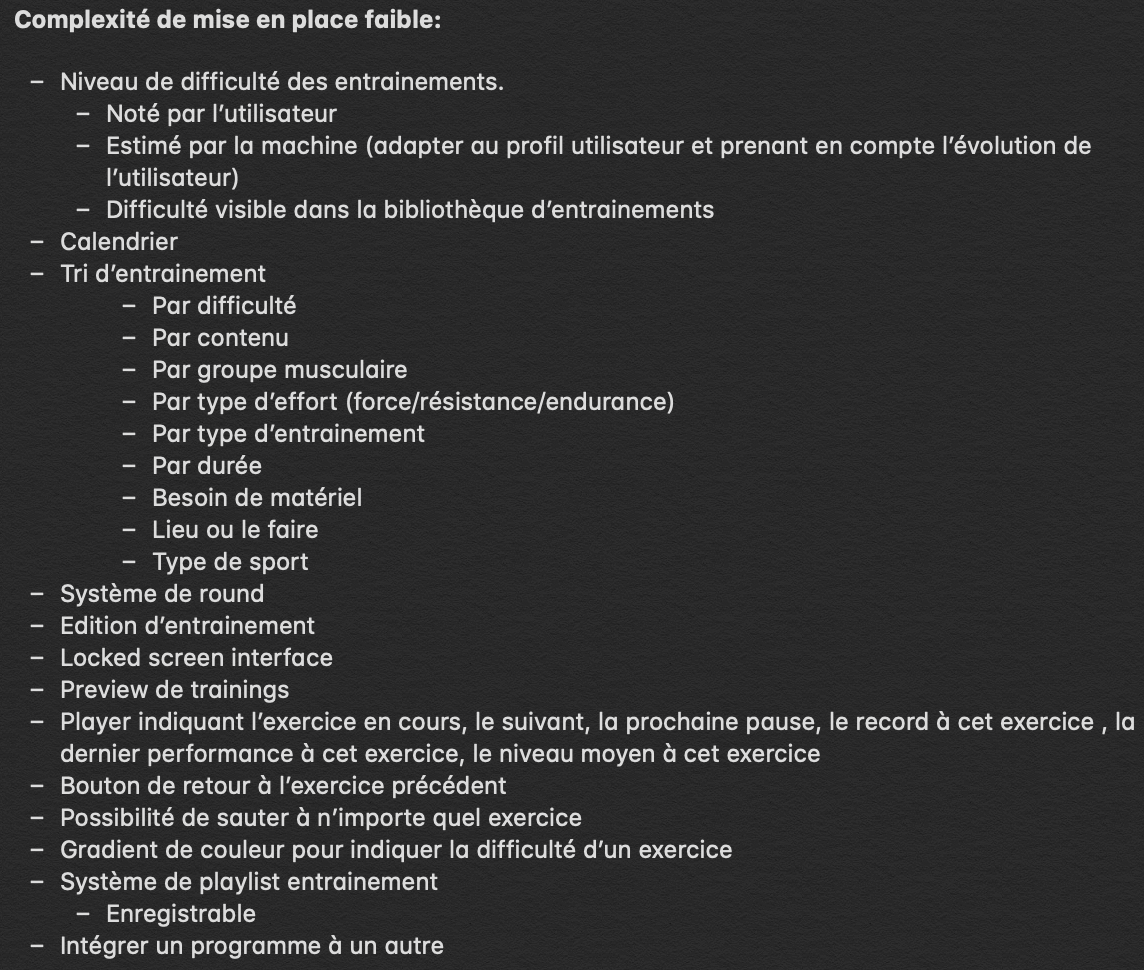 Complexité de mise en place faible:
– Niveau de difficulté des entrainements.
– Noté par l’utilisateur
– Estimé par la machine (adapter au profil utilisateur et prenant en compte l’évolution de
l’utilisateur)
– Difficulté visible dans la bibliothèque d’entrainements
– Calendrier
– Tri d’entrainement
– Par difficulté
– Par contenu
– Par groupe musculaire
– Par type d’effort (force/résistance/endurance)
– Par type d’entrainement
– Par durée
– Besoin de matériel
– Lieu ou le faire
– Type de sport
– Système de round
– Edition d’entrainement
– Locked screen interface
– Preview de trainings
– Player indiquant l’exercice en cours, le suivant, la prochaine pause, le record à cet exercice , la
dernier performance à cet exercice, le niveau moyen à cet exercice
– Bouton de retour à l’exercice précédent
– Possibilité de sauter à n’importe quel exercice
– Gradient de couleur pour indiquer la difficulté d’un exercice
– Système de playlist entrainement
– Enregistrable
– Intégrer un programme à un autre